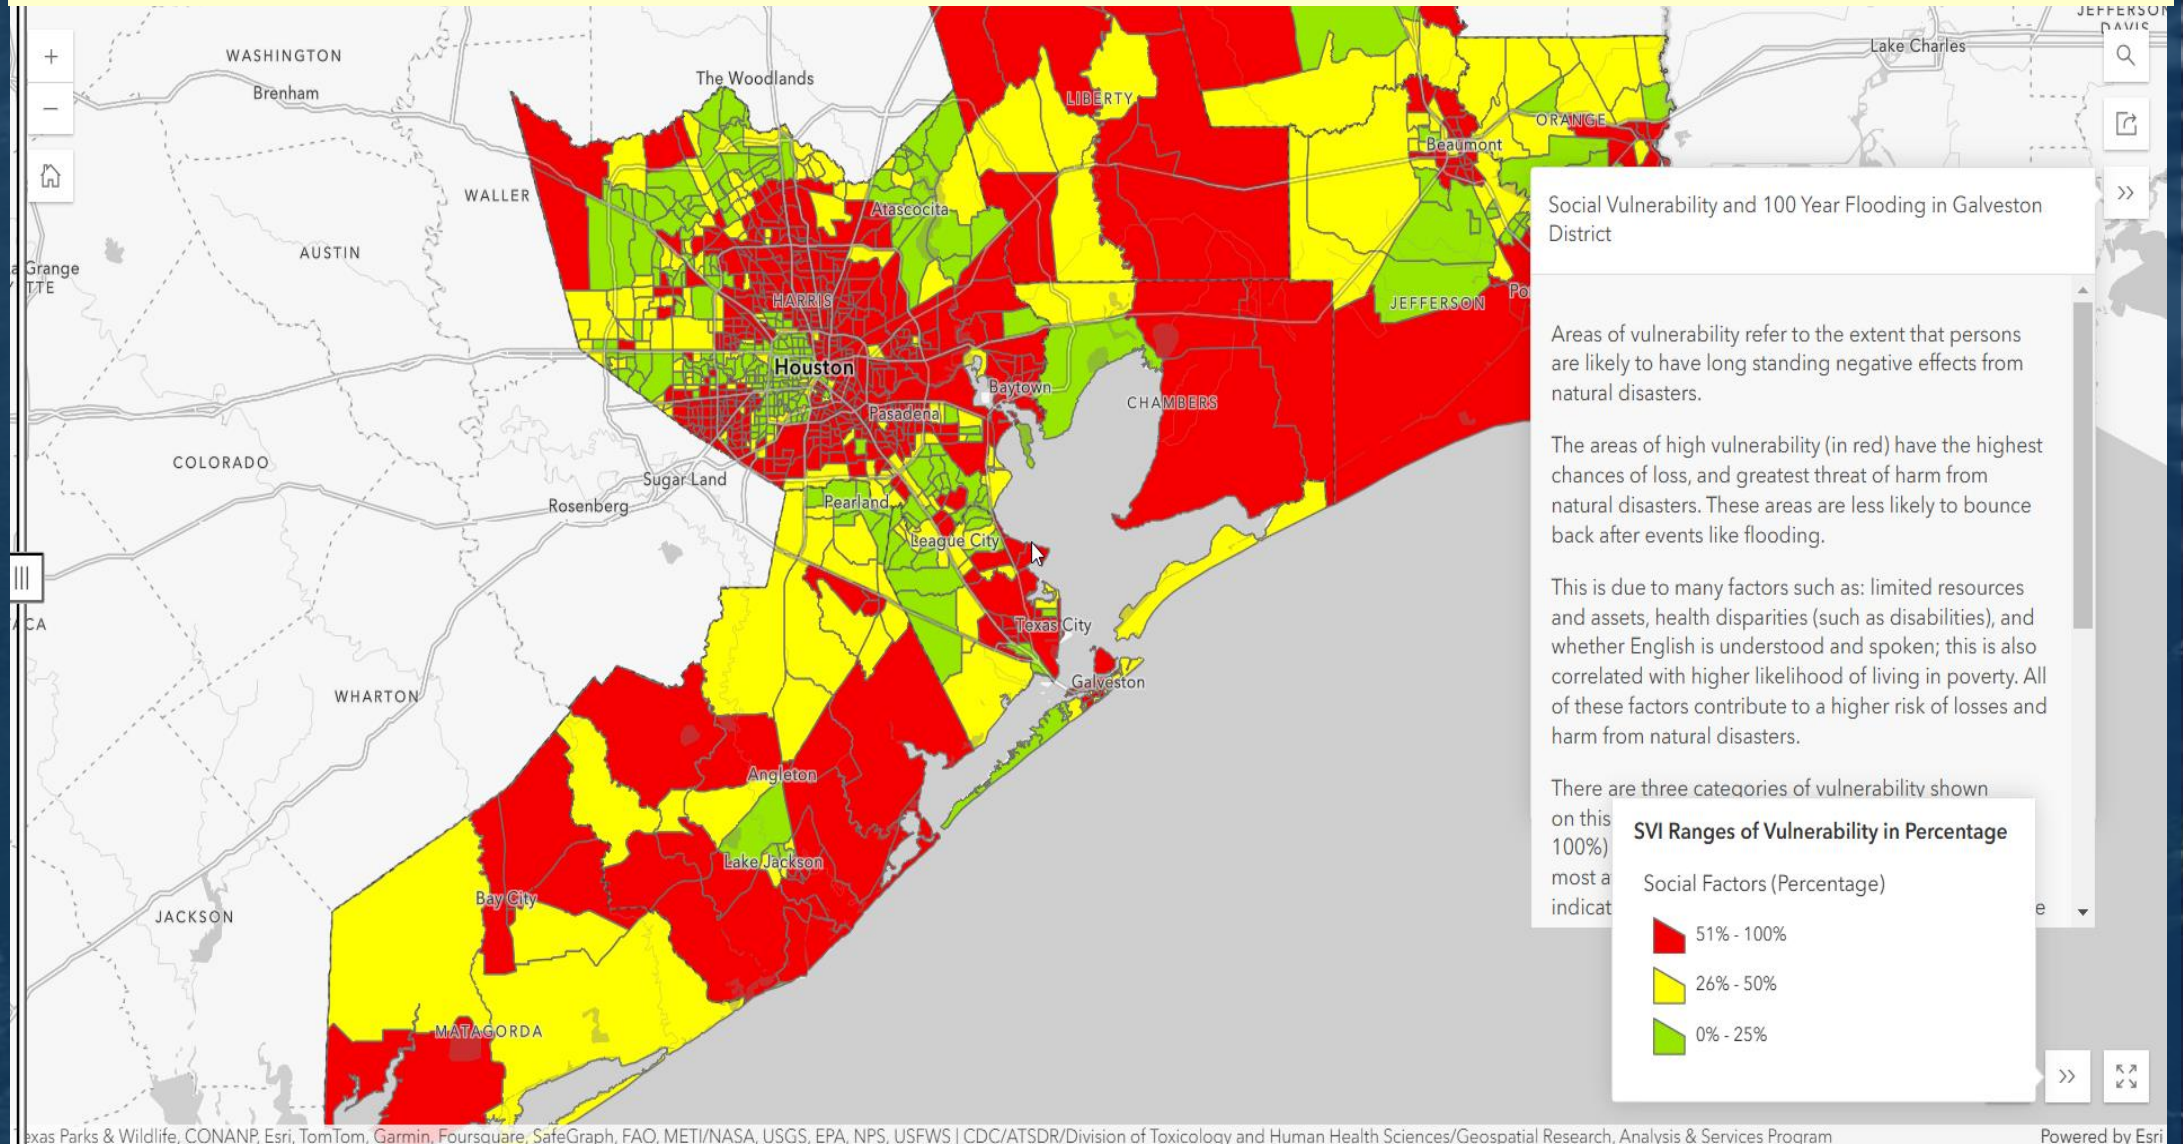 JEFFERSON
DAVIS
Lake Charles
WASHINGTON
Brenham
The Woodlands
LIBERTY
ORANGE
Beaumont
WALLER
Atascocita
AUSTIN
Grange
TTE
HARRIS
JEFFERSON
Po
Houston
Baytown
CHAMBERS
Pasadena
COLORADO
Sugar Land
Rosenberg
Pearland
League City
ACA
Texas City
WHARTON
Galveston
Angleton
Lake Jackson
Bay City
JACKSON
MATAGORDA
Social Vulnerability and 100 Year Flooding in Galveston
District
Areas of vulnerability refer to the extent that persons
are likely to have long standing negative effects from
natural disasters.
The areas of high vulnerability (in red) have the highest
chances of loss, and greatest threat of harm from
natural disasters. These areas are less likely to bounce
back after events like flooding.
This is due to many factors such as: limited resources
and assets, health disparities (such as disabilities), and
whether English is understood and spoken; this is also
correlated with higher likelihood of living in poverty. All
of these factors contribute to a higher risk of losses and
harm from natural disasters.
There are three categories of vulnerability shown
on this
100%)
most a
indicat
e
SVI Ranges of Vulnerability in Percentage
Social Factors (Percentage)
51% - 100%
26% - 50%
0% - 25%
Texas Parks & Wildlife, CONANP, Esri, TomTom, Garmin, Foursquare, SafeGraph, FAO, METI/NASA, USGS, EPA, NPS, USFWS | CDC/ATSDR/Division of Toxicology and Human Health Sciences/Geospatial Research, Analysis & Services Program
Powered by Esri